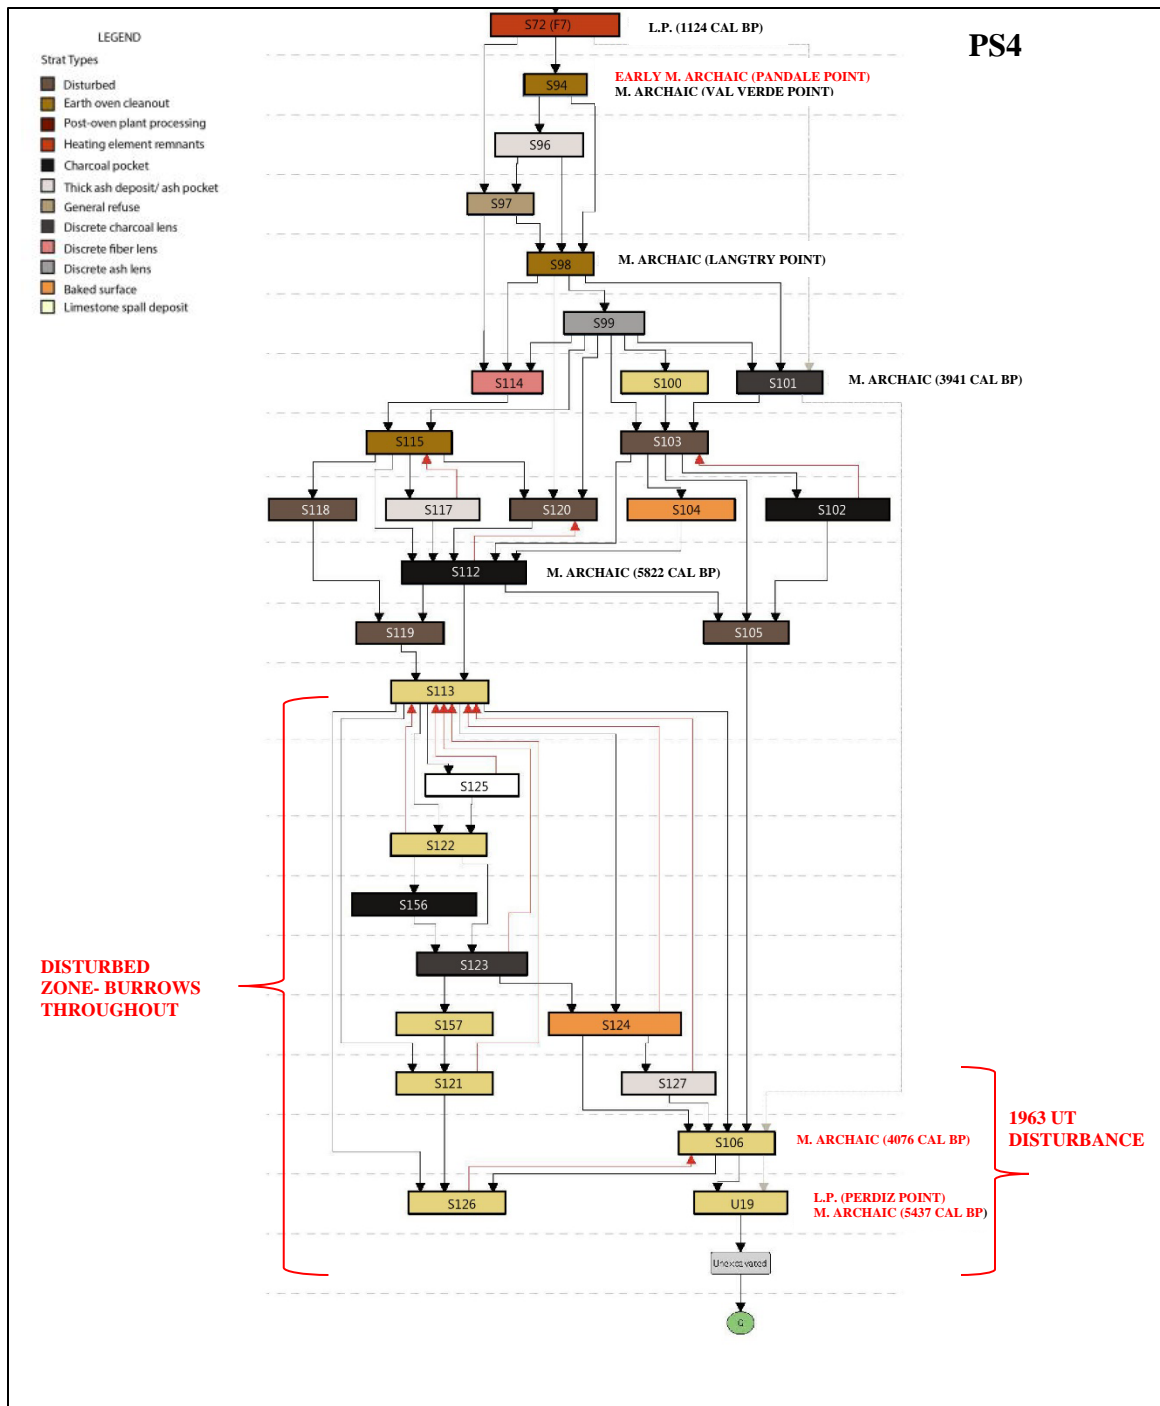 PS4
LEGEND
Strat Types
Disturbed
Earth oven cleanout
Post-oven plant processing
Heating element remnants
Charcoal pocket
Thick ash deposit/ ash pocket
General refuse
Discrete charcoal lens
Discrete fiber lens
Discrete ash lens
Baked surface
Limestone spall deposit
S72 (F7)
L.P. (1124 CAL BP)
S94
EARLY M. ARCHAIC (PANDALE POINT)
M. ARCHAIC (VAL VERDE POINT)
S96
S97
S98
M. ARCHAIC (LANGTRY POINT)
S99
S114
S100
S101
M. ARCHAIC (3941 CAL BP)
S115
S103
S118
S117
S120
S104
S102
S112
M. ARCHAIC (5822 CAL BP)
S119
S105
S113
S125
S122
S156
S123
DISTURBED
ZONE- BURROWS
THROUGHOUT
S157
S124
S121
S127
S106
M. ARCHAIC (4076 CAL BP)
1963 UT
DISTURBANCE
S126
U19
L.P. (PERDIZ POINT)
M. ARCHAIC (5437 CAL BP)
Unexcavated
G